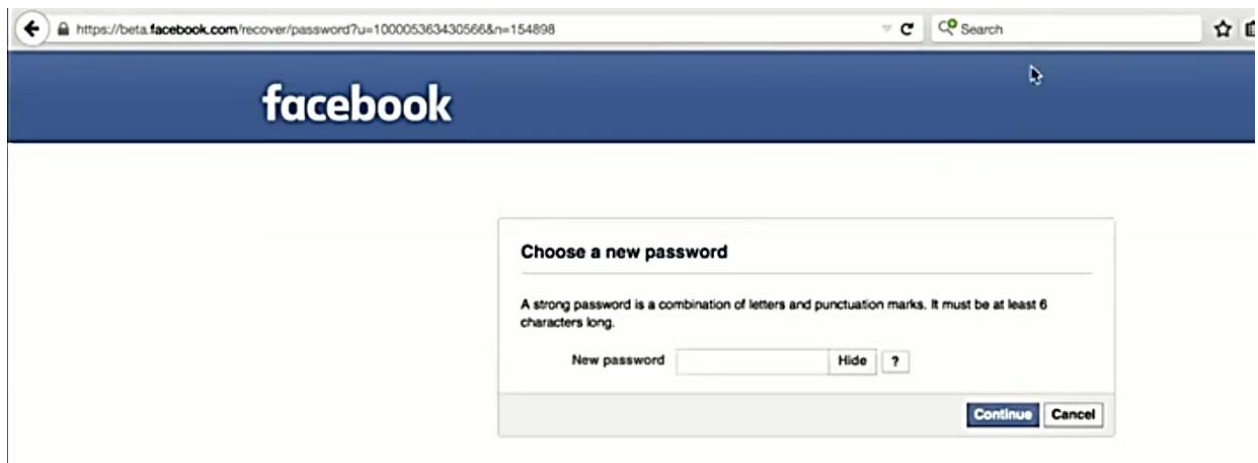 https://beta.facebook.com/recover/password?u=100005363430566&n=154898
Search
facebook
Choose a new password
A strong password is a combination of letters and punctuation marks. It must be at least 6
characters long.
New password
Hide
?
Continue
Cancel